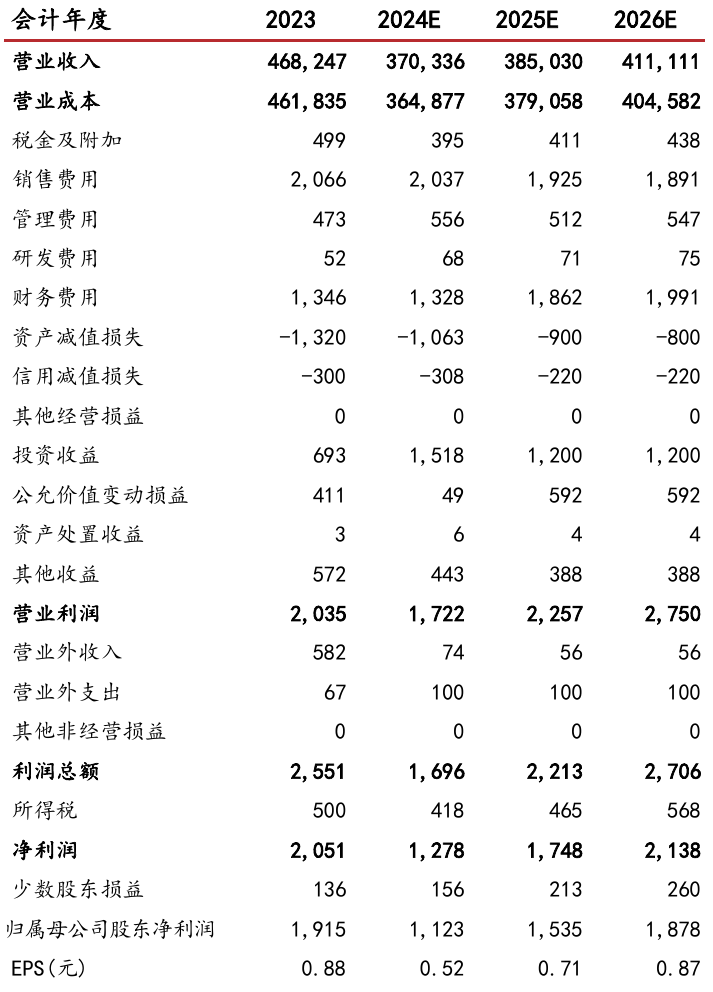 会计年度 2023 2024E 2025E 2026E
营业收入 468,247 370,336 385,030 411,111
营业成本 461,835 364,877 379,058 404,582
税金及附加 499 395 411 438
销售费用 2,066 2,037 1,925 1,891
管理费用 473 556 512 547
研发费用 52 68 71 75
财务费用 1,346 1,328 1,862 1,991
资产减值损失 -1,320 -1,063 -900 -800
信用减值损失 -300 -308 -220 -220
其他经营损益 0 0 0 0
投资收益 693 1,518 1,200 1,200
公允价值变动损益 411 49 592 592
资产处置收益 3 6 4 4
其他收益 572 443 388 388
营业利润 2,035 1,722 2,257 2,750
营业外收入 582 74 56 56
营业外支出 67 100 100 100
其他非经营损益 0 0 0 0
利润总额 2,551 1,696 2,213 2,706
所得税 500 418 465 568
净利润 2,051 1,278 1,748 2,138
少数股东损益 136 156 213 260
归属母公司股东净利润 1,915 1,123 1,535 1,878
EPS(元) 0.88 0.52 0.71 0.87